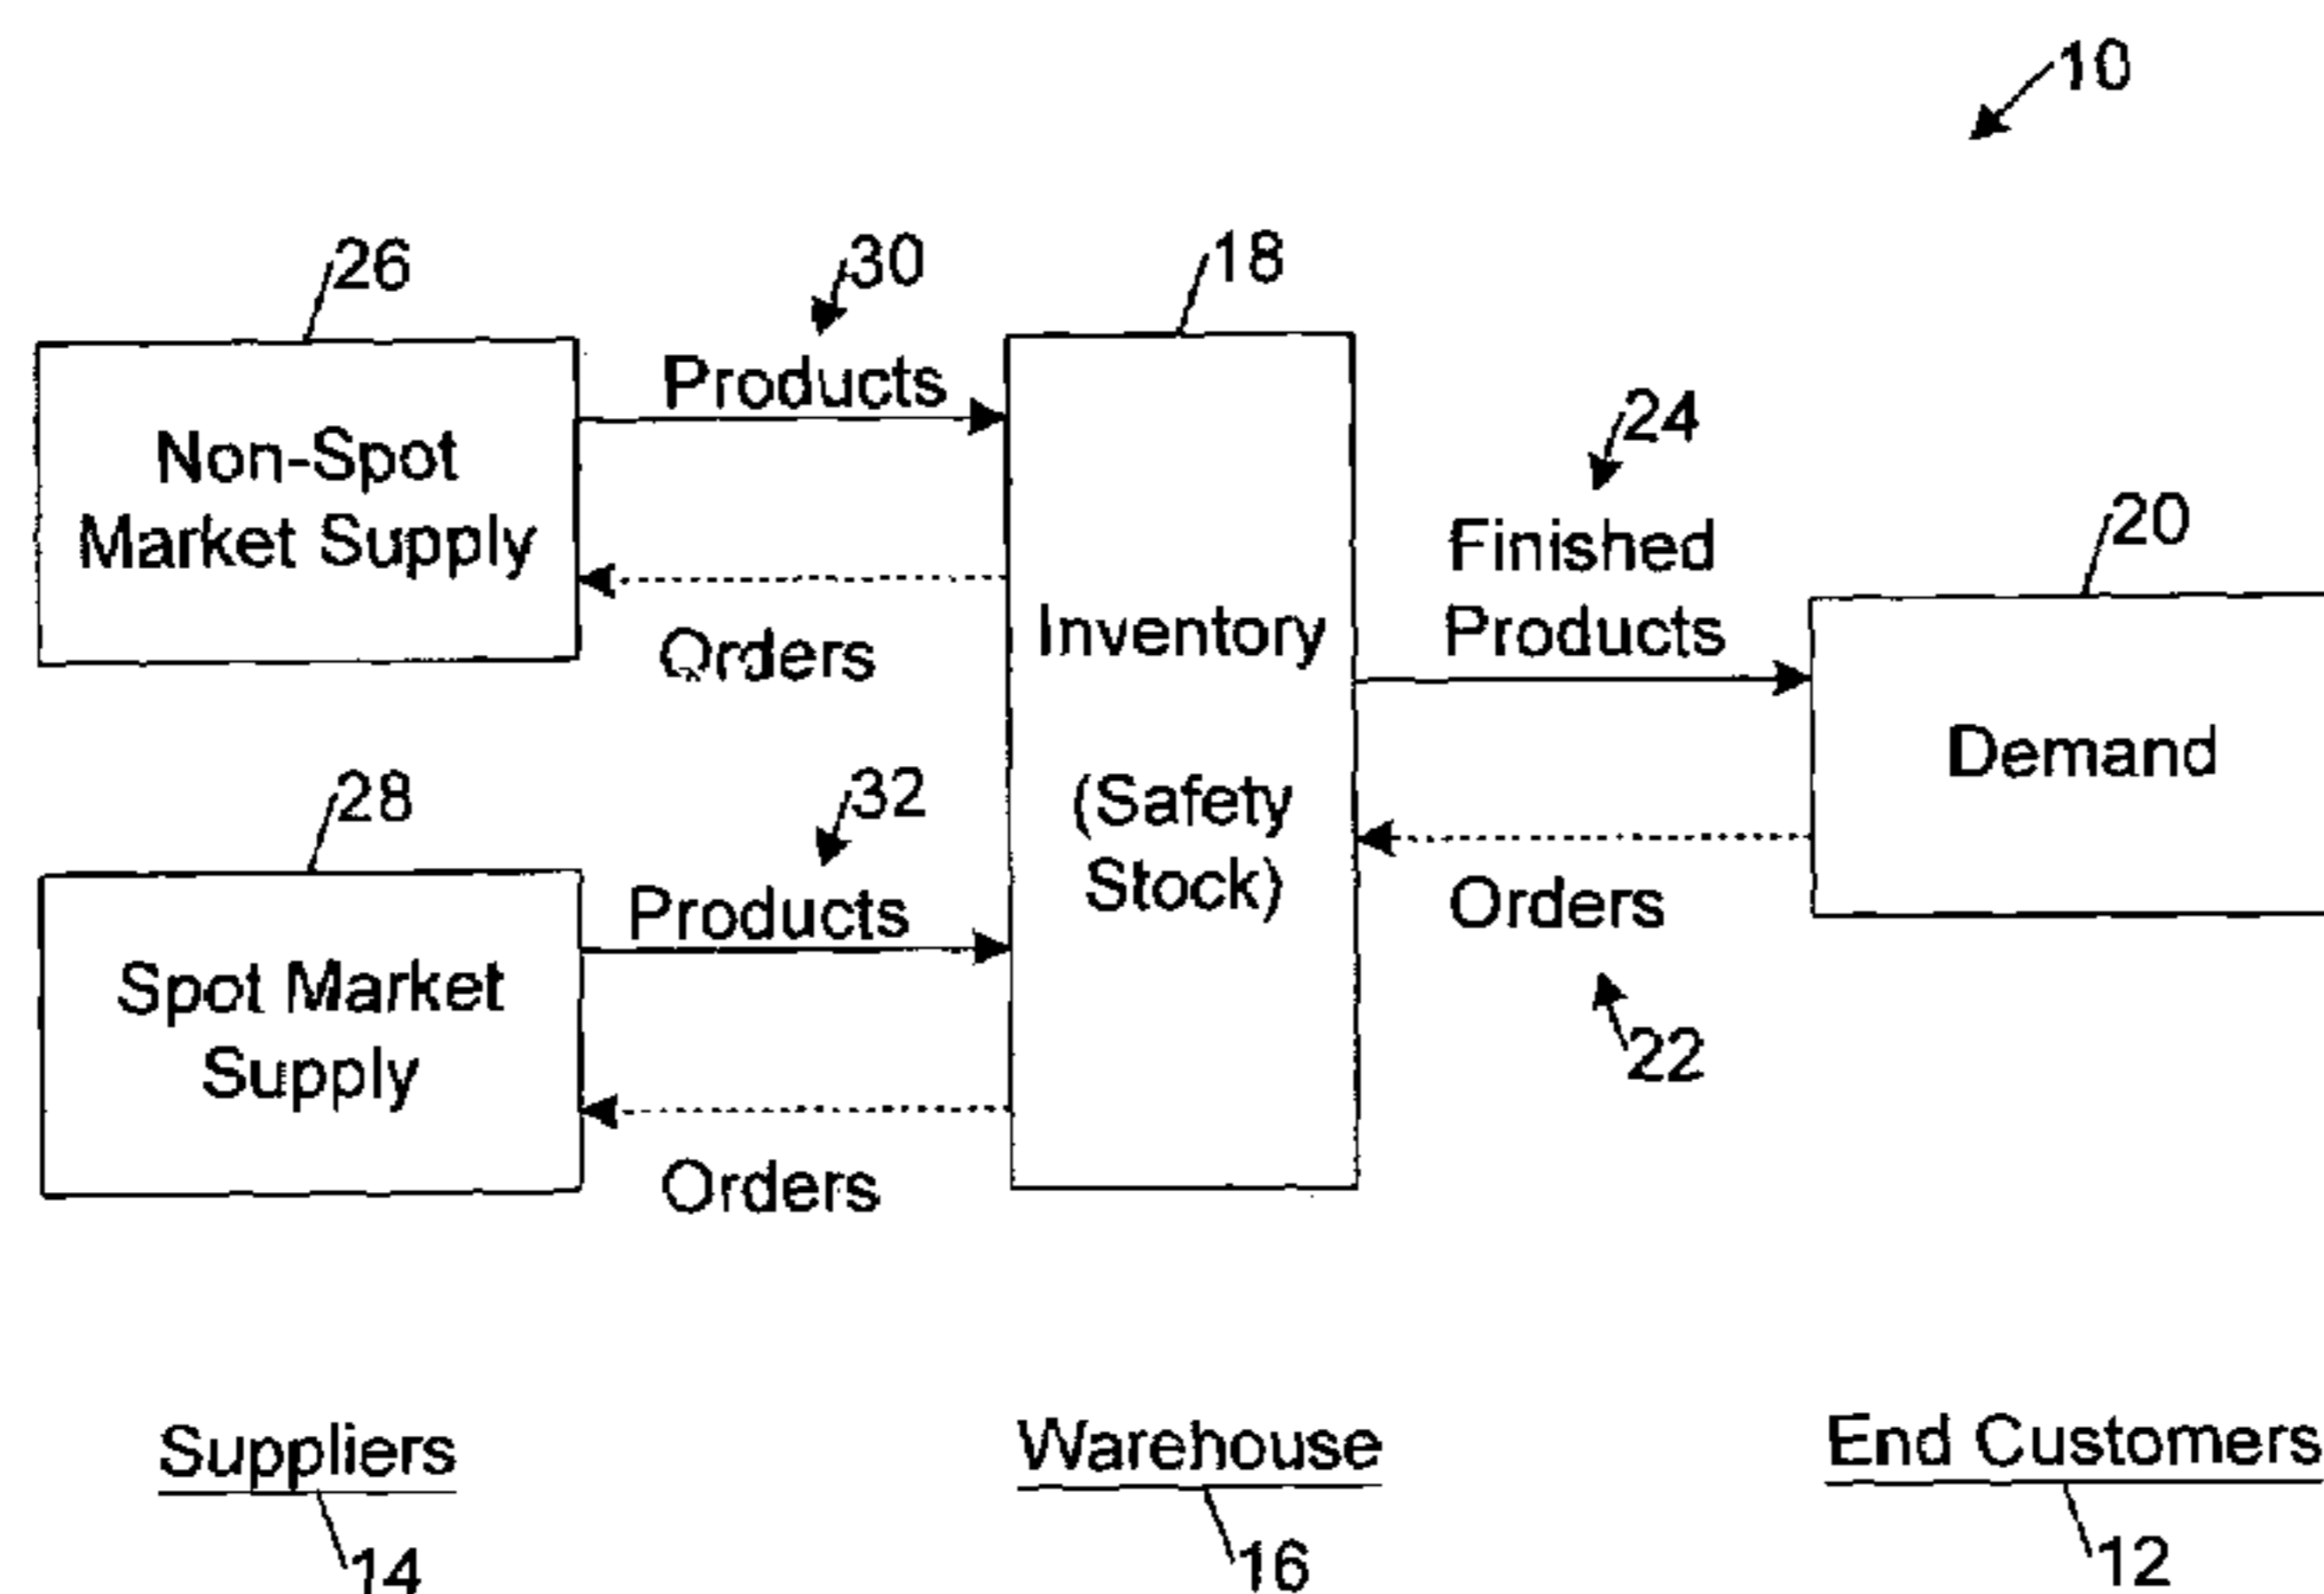 10
26
30
18
Products
24
Non-Spot
Market Supply
Finished
Products
20
Orders
Inventory
(Safety
Stock)
Demand
28
32
Products
Orders
22
Spot Market
Supply
Orders
Suppliers
Warehouse
End Customers
14
16
12